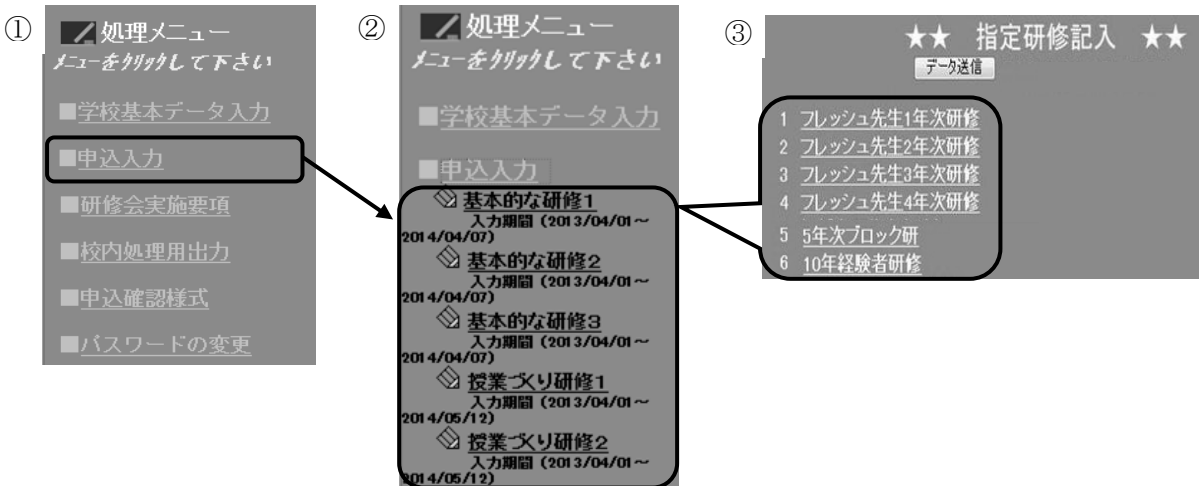 ①
処理メニュー
メニューをクリックして下さい
■学校基本データ入力
■申込入力
■研修会実施要項
■校内処理用出力
■申込確認様式
■パスワードの変更
②
処理メニュー
メニューをクリックして下さい
■学校基本データ入力
■申込入力
基本的な研修1
入力期間（2013/04/01～
2014/04/07)
基本的な研修2
入力期間（2013/04/01～
2014/04/07)
基本的な研修3
入力期間（2013/04/01～
2014/04/07)
授業づくり研修1
入力期間（2013/04/01～
2014/05/12)
授業づくり研修2
入力期間（2013/04/01～
2014/05/12)
③
★★　指定研修記入　★★
データ送信
1 フレッシュ先生1年次研修
2 フレッシュ先生2年次研修
3 フレッシュ先生3年次研修
4 フレッシュ先生4年次研修
5 5年次ブロック研
6 10年経験者研修